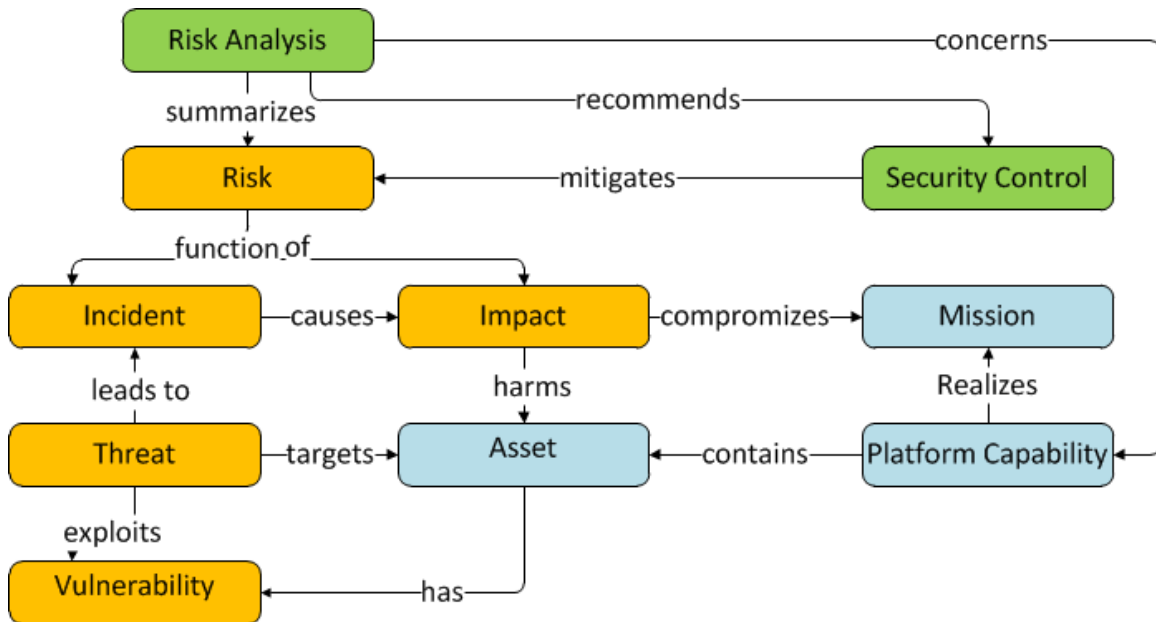 Risk Analysis
concerns
summarizes
recommends
Risk
mitigates
Security Control
function of
Incident
causes
Impact
compromizes
Mission
leads to
harms
Realizes
Threat
targets
Asset
contains
Platform Capability
exploits
Vulnerability
has